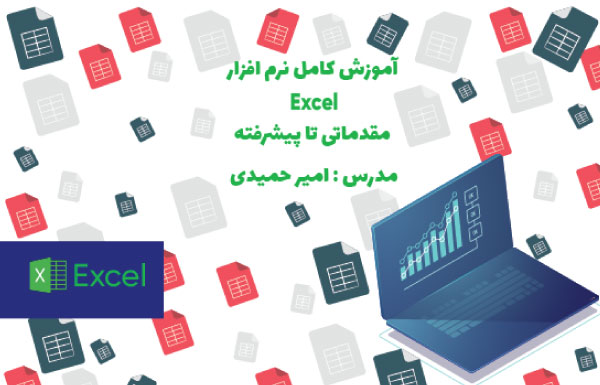 آموزش کامل نرم افزار
Excel
مقدماتی تا پیشرفته
مدرس : امیر حمیدی
X Excel